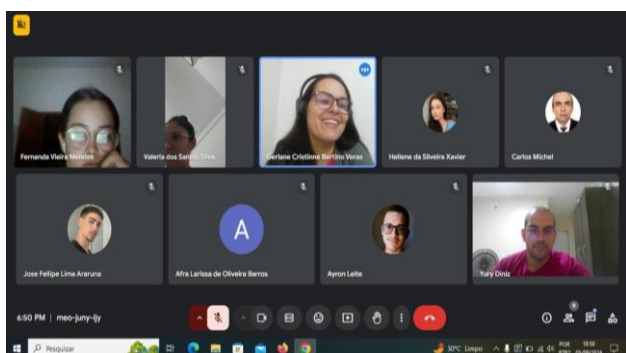 Fernanda Vieira Mendes
Valeria dos Santos Silva
Geriane Cristinne Bertino Veras
Heliene da Silveira Xavier
Carlos Michel
A
Jose Fellipe Lima Araruna
Afra Larissa de Oliveira Barros
Ayron Leite
Yury Diniz
6:50 PM | meo-juny-ijy
9
Pesquisar
30°C Limpo
POR
18:50